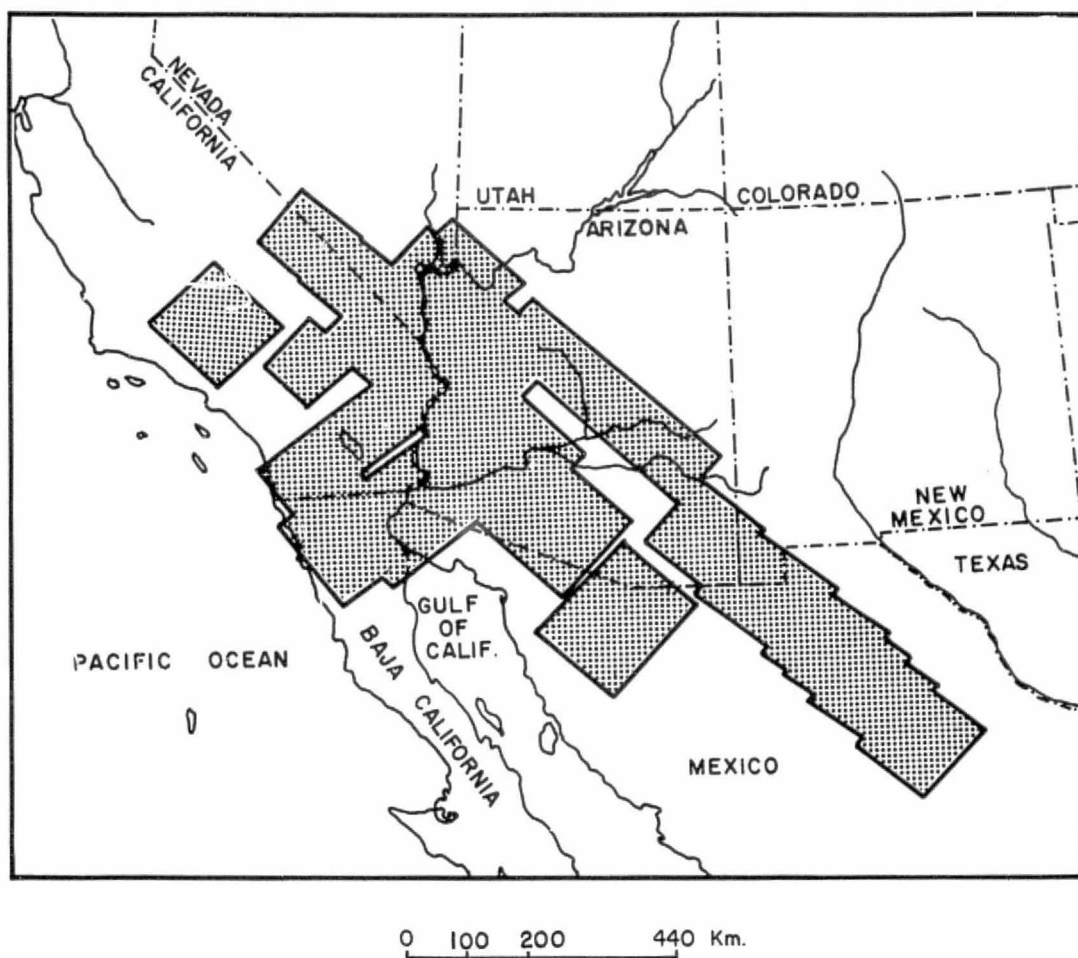 NEVADA
CALIFORNIA
UTAH
COLORADO
ARIZONA
NEW
MEXICO
TEXAS
GULF
OF
CALIF.
PACIFIC OCEAN
BAJA CALIFORNIA
MEXICO
0 100 200 440 Km.